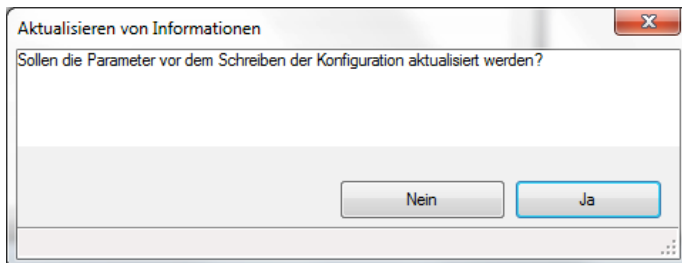 Aktualisieren von Informationen
Sollen die Parameter vor dem Schreiben der Konfiguration aktualisiert werden?
Nein
Ja